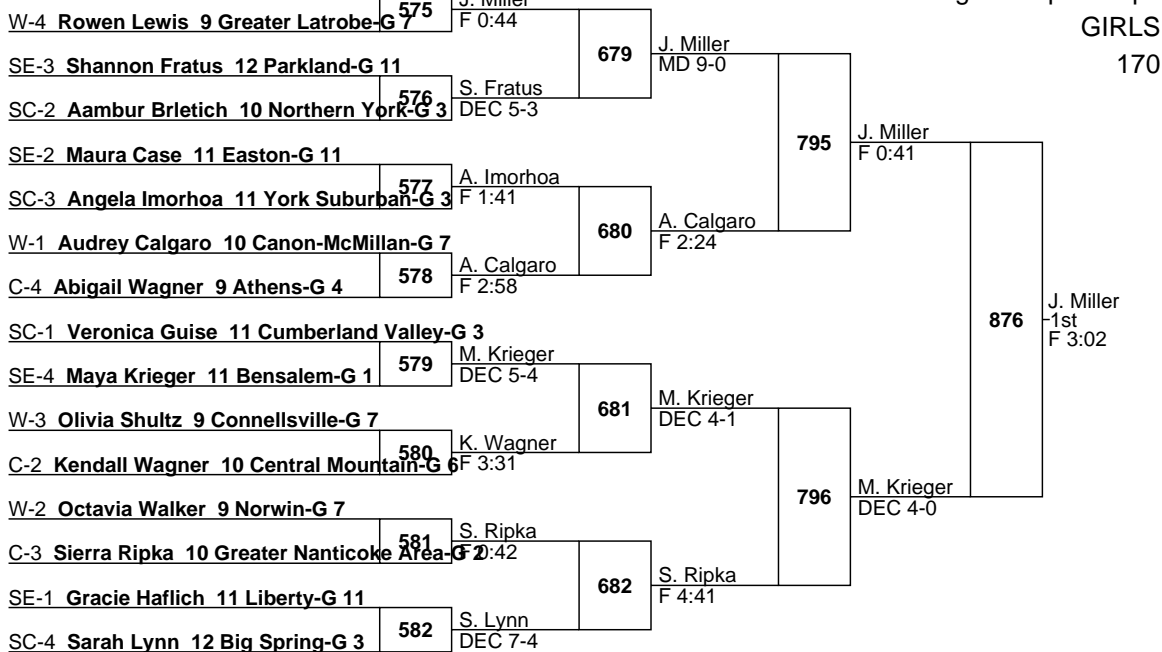 575
J. Miller
F 0:44
W-4 Rowen Lewis 9 Greater Latrobe-G 7
GIRLS
170
SE-3 Shannon Fratus 12 Parkland-G 11
576
S. Fratus
DEC 5-3
SC-2 Aambur Brletich 10 Northern York-G 3
679
J. Miller
MD 9-0
SE-2 Maura Case 11 Easton-G 11
577
A. Imorhoa
F 1:41
SC-3 Angela Imorhoa 11 York Suburban-G 3
W-1 Audrey Calgaro 10 Canon-McMillan-G 7
578
A. Calgaro
F 2:58
C-4 Abigail Wagner 9 Athens-G 4
680
A. Calgaro
F 2:24
795
J. Miller
F 0:41
SC-1 Veronica Guise 11 Cumberland Valley-G 3
579
M. Krieger
DEC 5-4
SE-4 Maya Krieger 11 Bensalem-G 1
W-3 Olivia Shultz 9 Connellsville-G 7
580
K. Wagner
F 3:31
C-2 Kendall Wagner 10 Central Mountain-G 6
681
M. Krieger
DEC 4-1
W-2 Octavia Walker 9 Norwin-G 7
581
S. Ripka
F 0:42
C-3 Sierra Ripka 10 Greater Nanticoke Area-G 2
SE-1 Gracie Haflich 11 Liberty-G 11
582
S. Lynn
DEC 7-4
SC-4 Sarah Lynn 12 Big Spring-G 3
682
S. Ripka
F 4:41
796
M. Krieger
DEC 4-0
876
J. Miller
1st
F 3:02